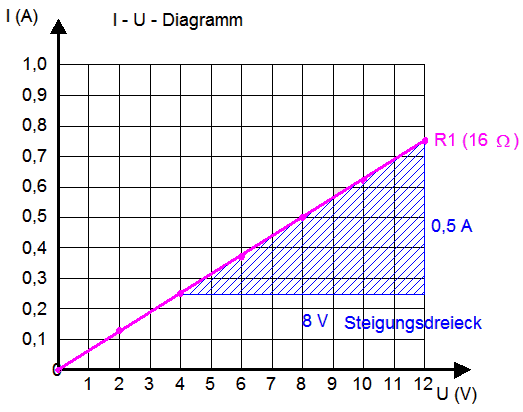 I (A)
I - U - Diagramm
1,0
0,9
0,8
0,7
R1 (16 Ω)
0,6
0,5
0,5 A
0,4
0,3
0,2
8 V Steigungsdreieck
0,1
0
1 2 3 4 5 6 7 8 9 10 11 12
U (V)